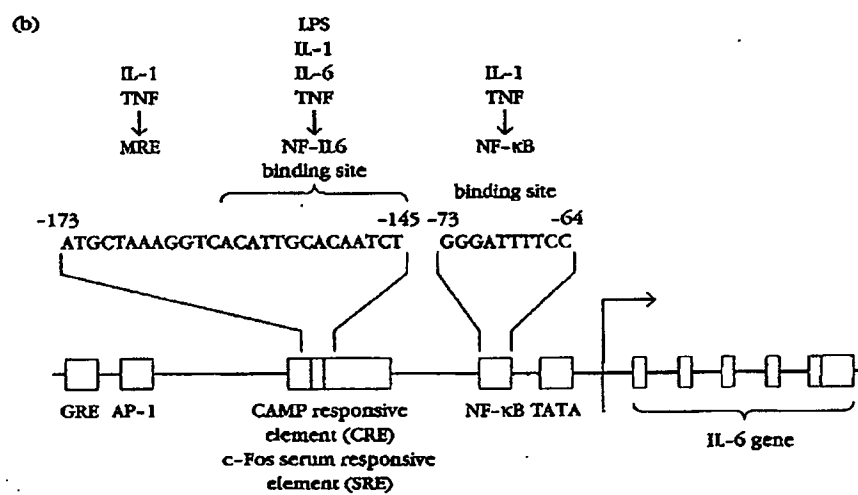 (b)
LPS
IL-1
IL-1 IL-6 IL-1
TNF TNF TNF
MRE NF-IL6 NF-κB
binding site
binding site
-173 -145 -73 -64
ATGCTAAAGGTCACATTGCACAATCT GGGATTTTCC
GRE AP-1 CAMP responsive NF-κB TATA
element (CRE) IL-6 gene
c-Fos serum responsive
element (SRE)